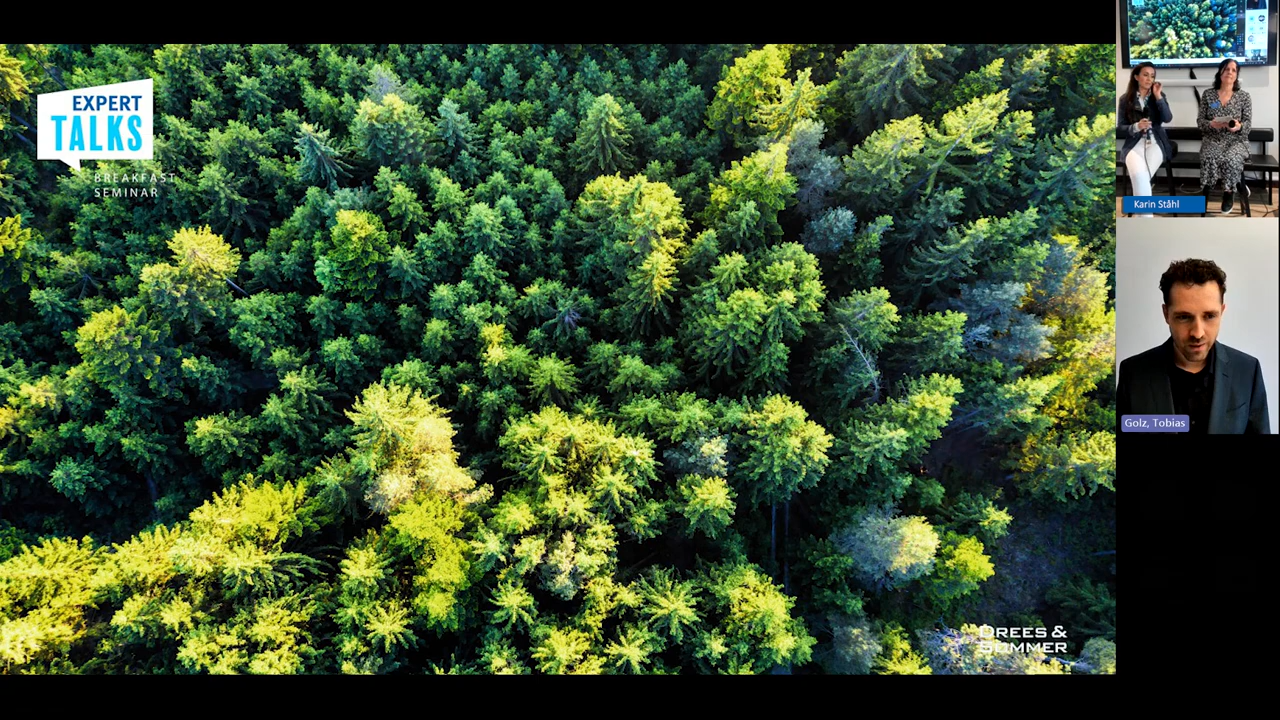 EXPERT
TALKS
BREAKFAST
SEMINAR
Karin Ståhl
Golz, Tobias
DREES &
SOMMER